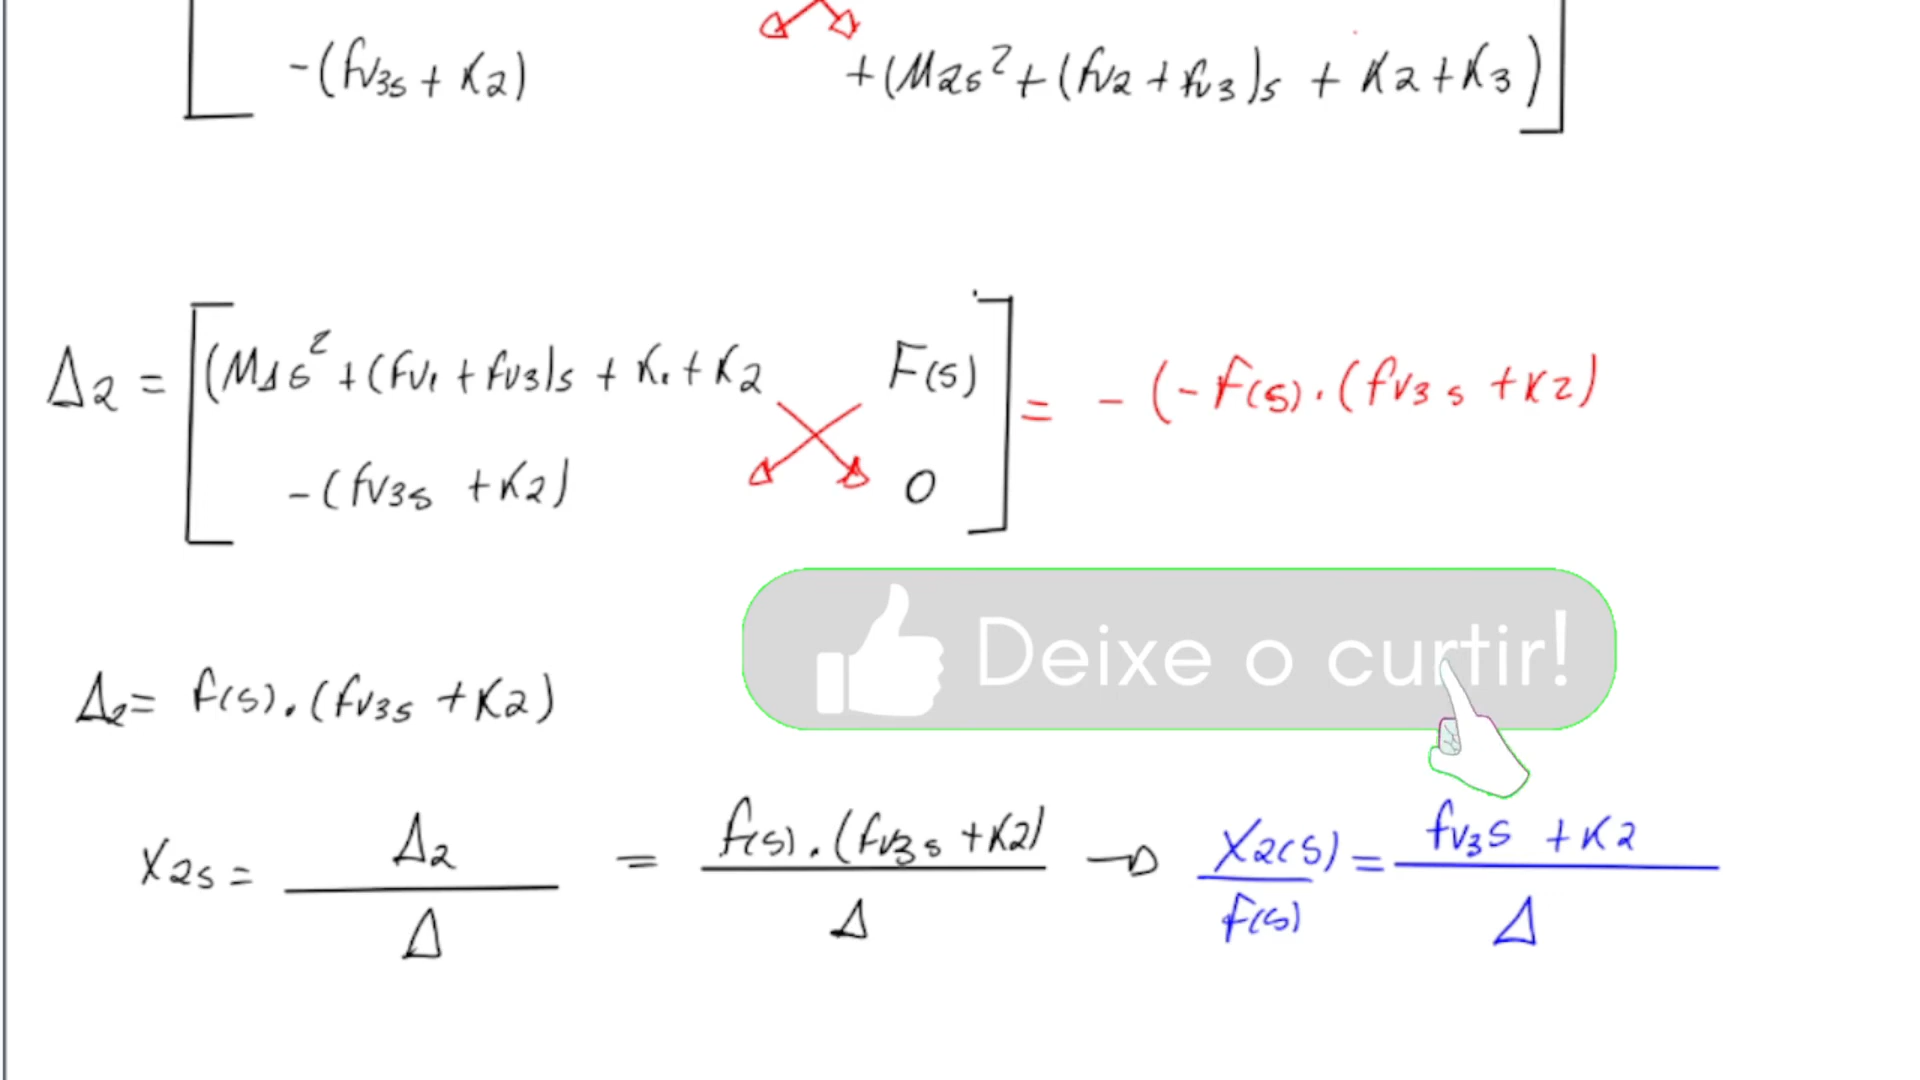 -(fv3s + K2) +(M2s²+(fv2+fv3)s + K2+K3)
Δ2 = [(M1s²+(fv1+fv3)s + K1+K2 F(s)] = -(-F(s).(fv3s +K2)
-(fv3s +K2) 0
Deixe o curtir!
Δ2= F(s).(fv3s +K2)
X2s = Δ2/Δ = F(s).(fv3s +K2)/Δ → X2(s)/F(s) = fv3s +K2/Δ